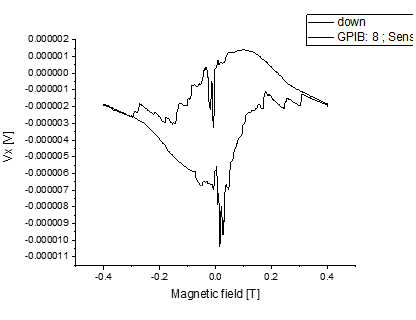 down
GPIB: 8 ; Sens
0.000002
0.000001
0.000000
-0.000001
-0.000002
-0.000003
-0.000004
-0.000005
-0.000006
-0.000007
-0.000008
-0.000009
-0.000010
-0.000011
Vx [V]
-0.4 -0.2 0.0 0.2 0.4
Magnetic field [T]